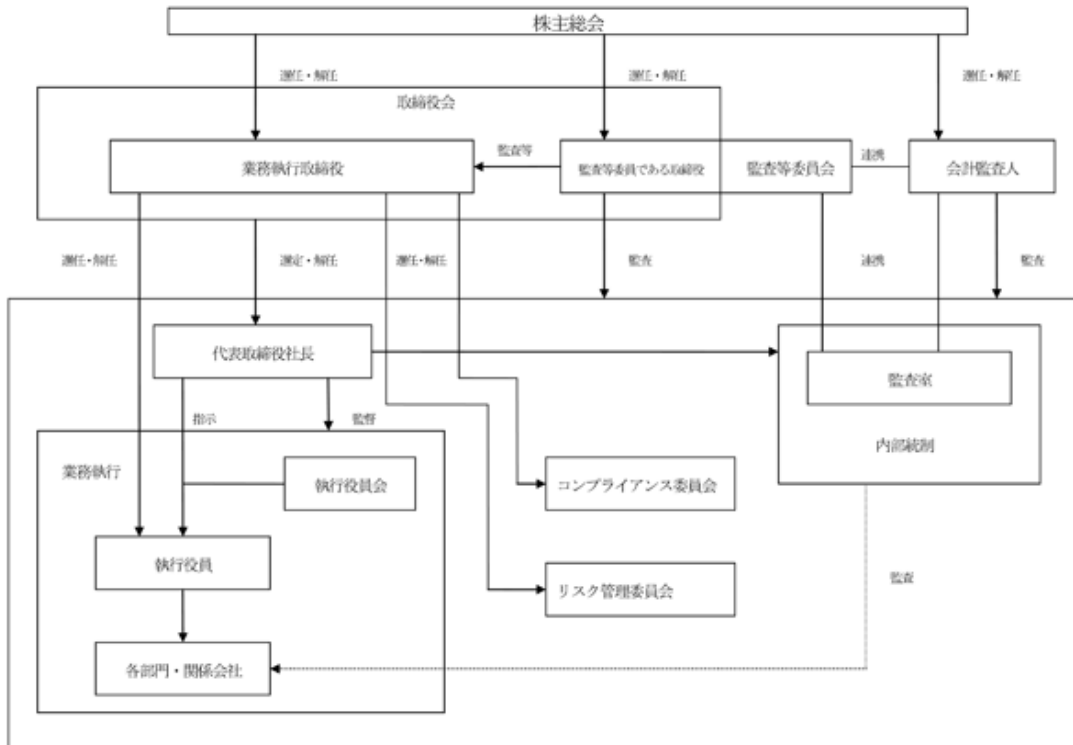 株主総会
選任・解任
選任・解任
選任・解任
取締役会
業務執行取締役
監査等
監査等委員である取締役
監査等委員会
連携
会計監査人
選任・解任
選定・解任
選任・解任
監査
連携
監査
代表取締役社長
監査室
指示
監督
内部統制
業務執行
執行役員会
コンプライアンス委員会
執行役員
リスク管理委員会
監査
各部門・関係会社